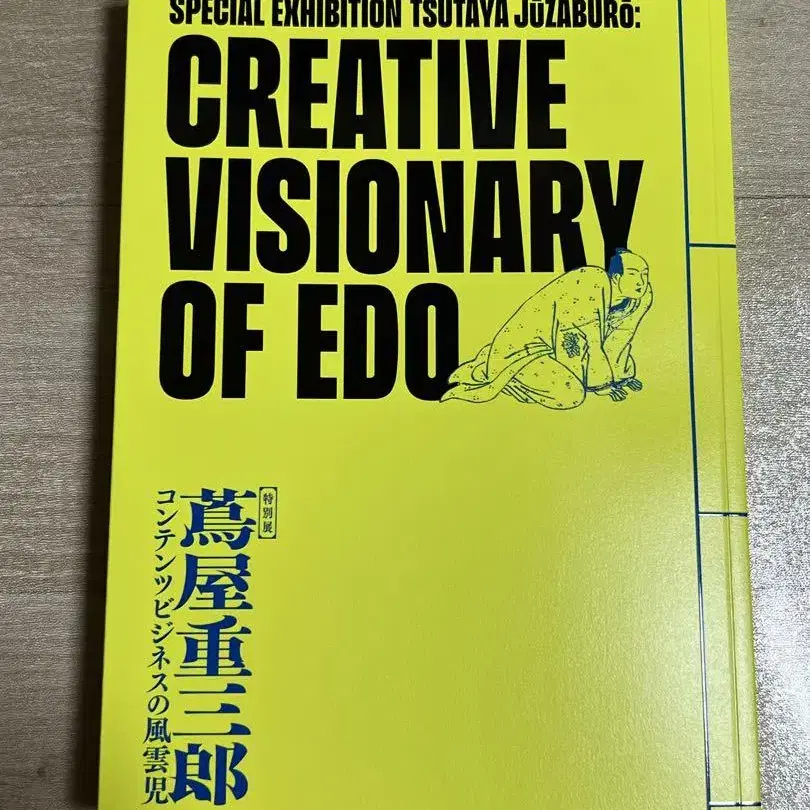 SPECIAL EXHIBITION TSUTAYA JŪZABURŌ:
CREATIVE
VISIONARY
OF EDO
【特別展】
蔦屋重三郎
コンテンツビジネスの風雲児